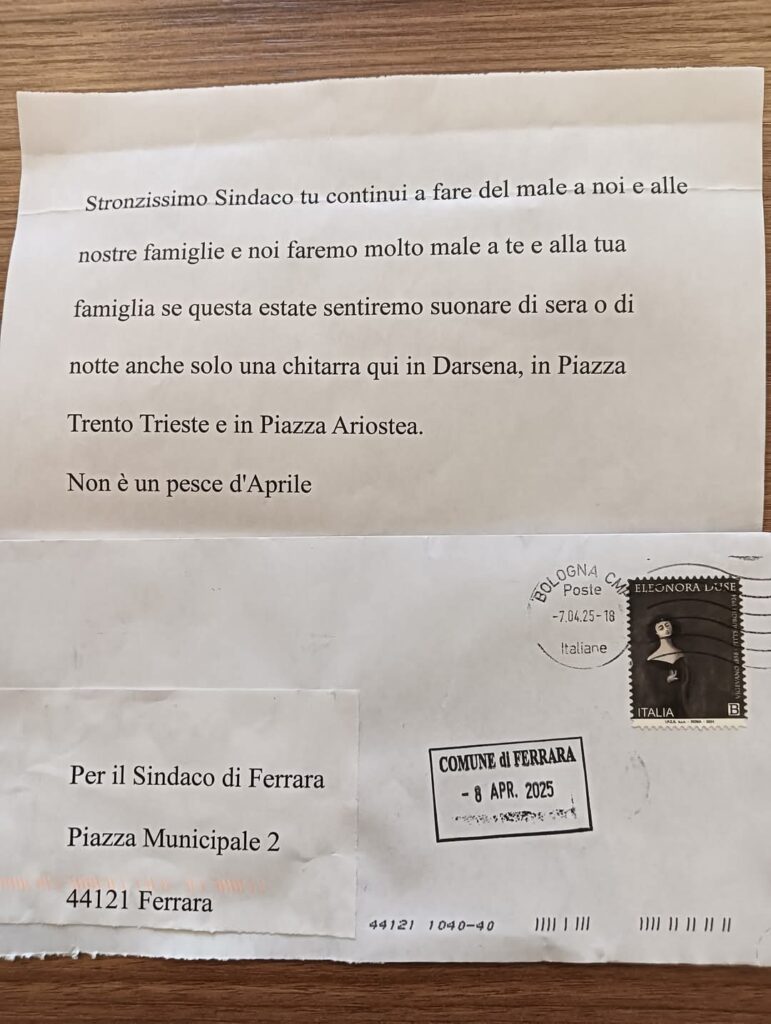 Stronzissimo Sindaco tu continui a fare del male a noi e alle
nostre famiglie e noi faremo molto male a te e alla tua
famiglia se questa estate sentiremo suonare di sera o di
notte anche solo una chitarra qui in Darsena, in Piazza
Trento Trieste e in Piazza Ariostea.
Non è un pesce d'Aprile
BOLOGNA CMP
Poste
-7.04.25-18
Italiane
ELEONORA DUSE
ITALIA B
COMUNE di FERRARA
- 8 APR. 2025
Per il Sindaco di Ferrara
Piazza Municipale 2
44121 Ferrara
44121 1040-40